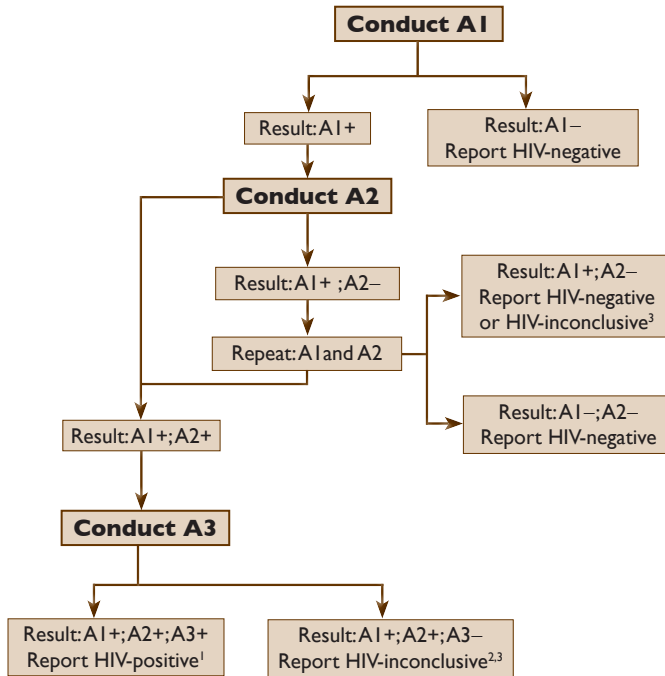 Conduct A1
Result: A1+
Result: A1–
Report HIV-negative
Conduct A2
Result: A1+ ; A2–
Repeat: A1 and A2
Result: A1+; A2–
Report HIV-negative
or HIV-inconclusive³
Result: A1–; A2–
Report HIV-negative
Result: A1+; A2+
Conduct A3
Result: A1+; A2+; A3+
Report HIV-positive¹
Result: A1+; A2+; A3–
Report HIV-inconclusive²,³